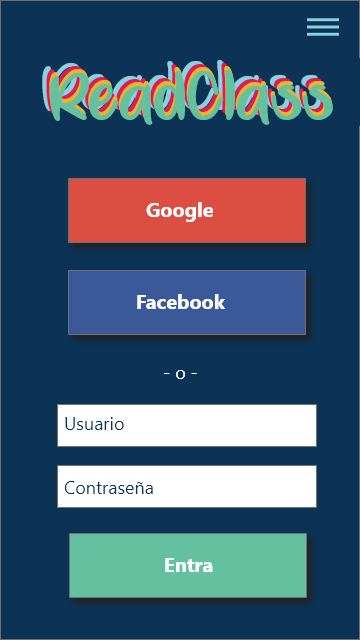 ReadClass
Google
Facebook
- o -
Usuario
Contraseña
Entra